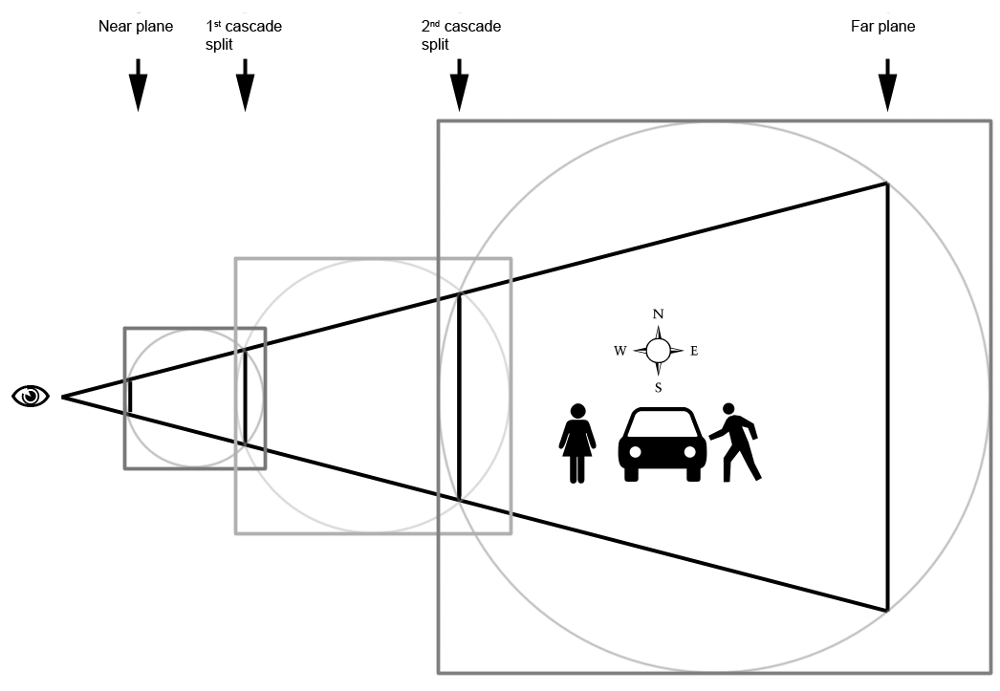 Near plane
1st cascade
split
2nd cascade
split
Far plane
N
W E
S